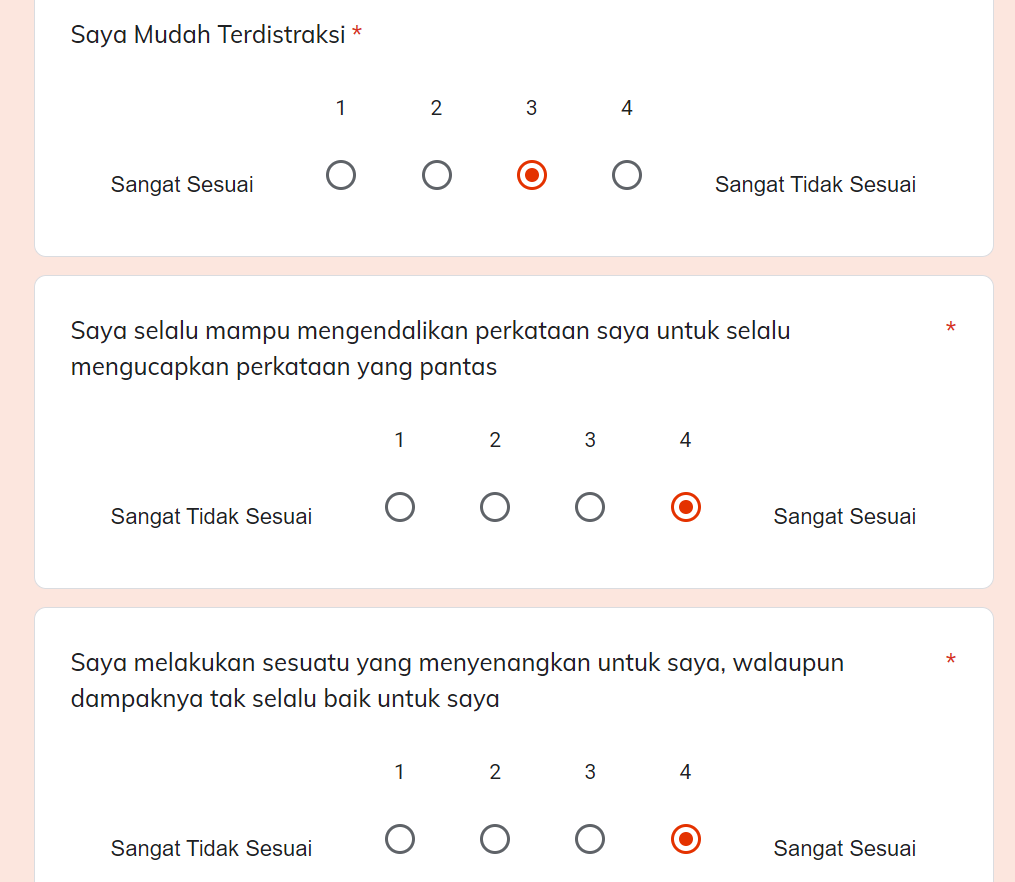 Saya Mudah Terdistraksi *
1 2 3 4
Sangat Sesuai Sangat Tidak Sesuai
Saya selalu mampu mengendalikan perkataan saya untuk selalu *
mengucapkan perkataan yang pantas
1 2 3 4
Sangat Tidak Sesuai Sangat Sesuai
Saya melakukan sesuatu yang menyenangkan untuk saya, walaupun *
dampaknya tak selalu baik untuk saya
1 2 3 4
Sangat Tidak Sesuai Sangat Sesuai